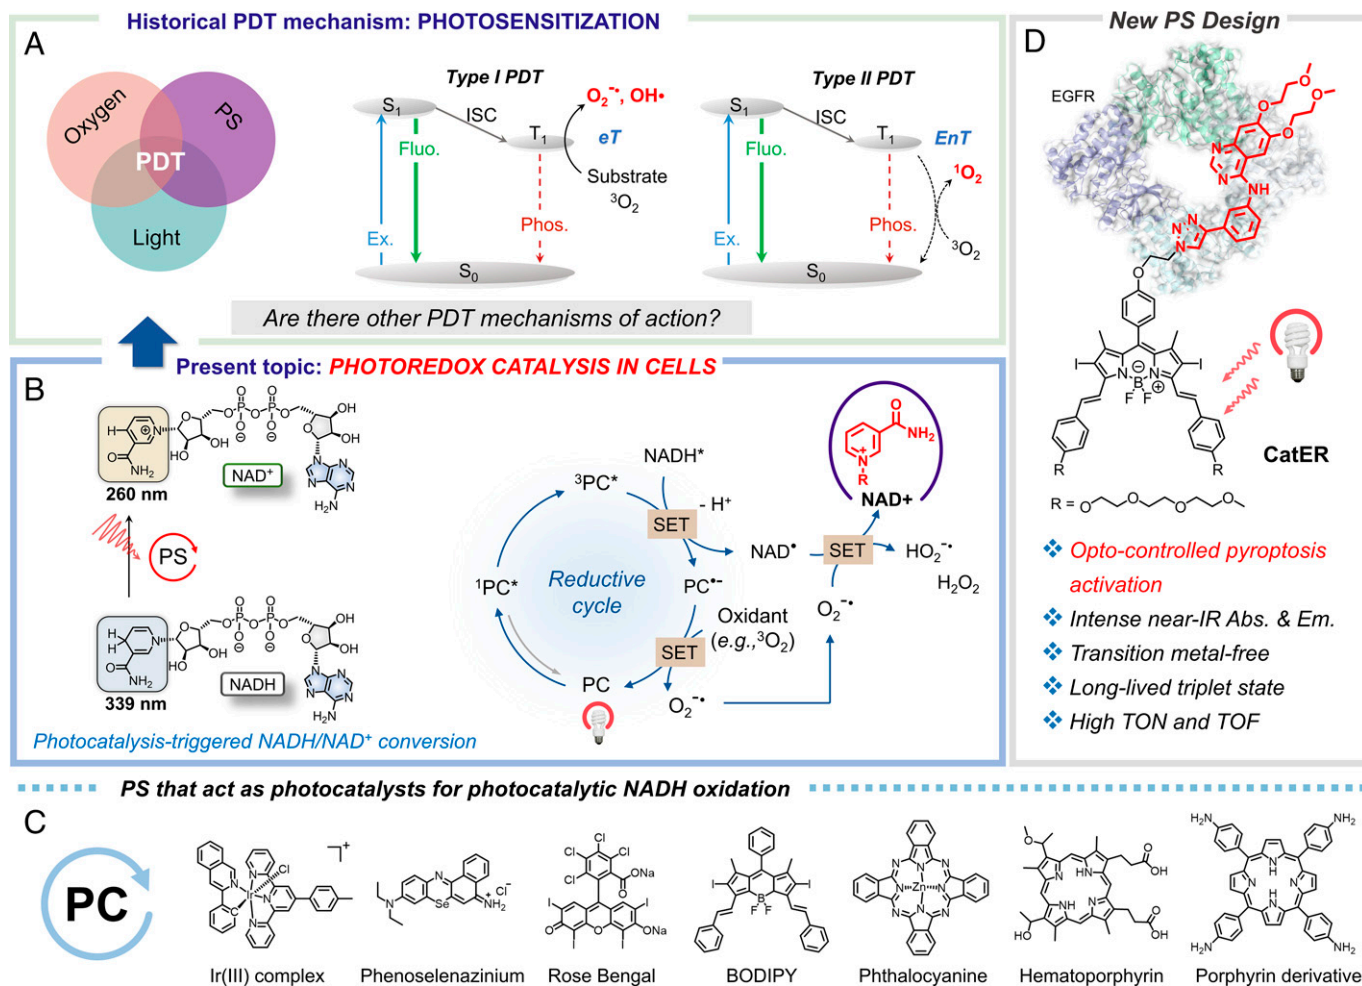 Historical PDT mechanism: PHOTOSENSITIZATION
A
Oxygen
PS
PDT
Light
Type I PDT
S1
ISC
T1
O2−•, OH•
eT
Fluo.
Substrate
3O2
Ex.
Phos.
S0
Type II PDT
S1
ISC
T1
EnT
1O2
Fluo.
Ex.
Phos.
3O2
S0
Are there other PDT mechanisms of action?
Present topic: PHOTOREDOX CATALYSIS IN CELLS
B
H
N
O
NH2
260 nm
NAD+
PS
H
H
N
O
NH2
339 nm
NADH
Photocatalysis-triggered NADH/NAD+ conversion
NADH*
3PC*
- H+
SET
NAD•
1PC*
Reductive
cycle
PC•−
Oxidant
(e.g.,3O2)
SET
PC
O2−•
O
NH2
N
R
NAD+
SET
HO2−•
H2O2
O2−•
New PS Design
D
EGFR
O
O
O
O
N
N
NH
N
N
N
O
I
I
N
N
B
F
F
R
R
CatER
R = O O O O
❖ Opto-controlled pyroptosis
activation
❖ Intense near-IR Abs. & Em.
❖ Transition metal-free
❖ Long-lived triplet state
❖ High TON and TOF
PS that act as photocatalysts for photocatalytic NADH oxidation
C
PC
Ir(III) complex
Phenoselenazinium
Rose Bengal
BODIPY
Phthalocyanine
Hematoporphyrin
Porphyrin derivative